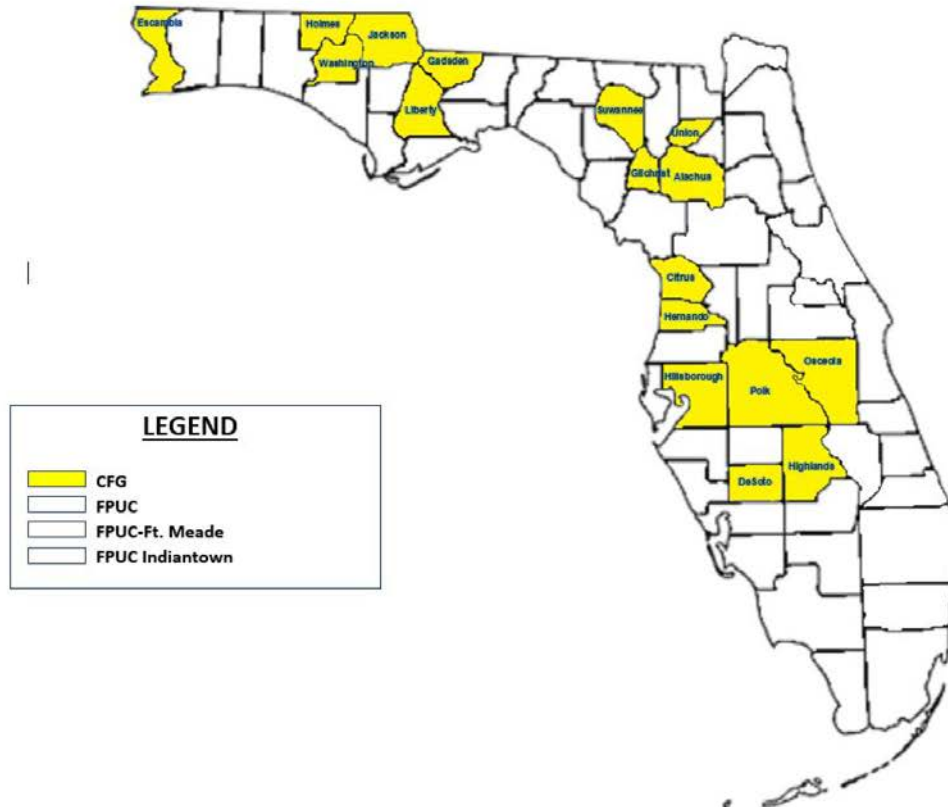 Escambia
Holmes
Jackson
Washington
Gadsden
Liberty
Suwannee
Union
Gilchrist
Alachua
Citrus
Hernando
Osceola
Hillsborough
Polk
Highlands
DeSoto
LEGEND
CFG
FPUC
FPUC-Ft. Meade
FPUC Indiantown